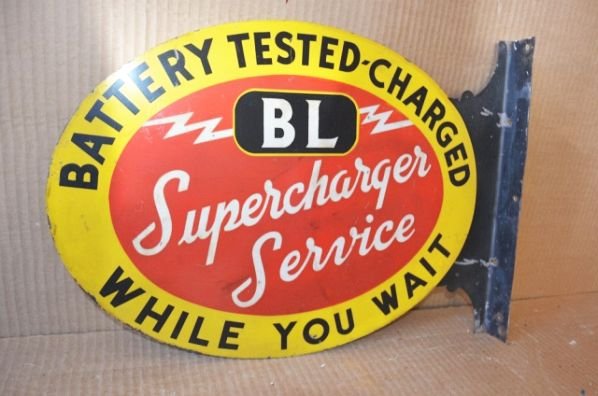 BATTERY TESTED-CHARGED
BL
Supercharger
Service
WHILE YOU WAIT